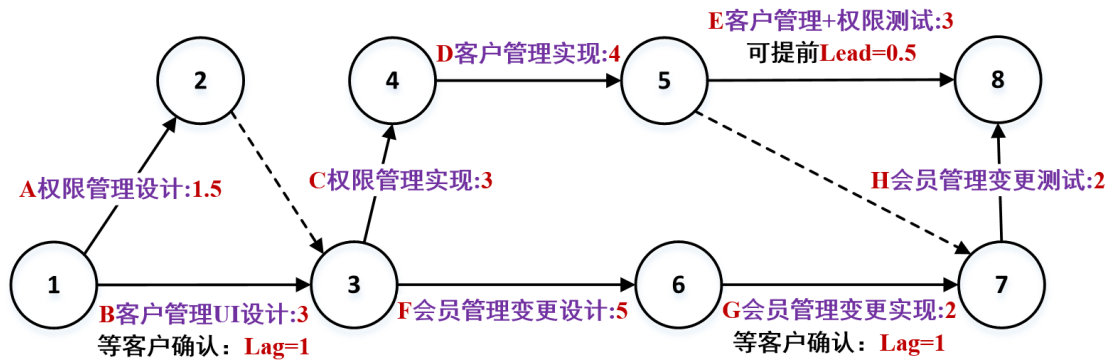 D客户管理实现:4
E客户管理+权限测试:3
可提前Lead=0.5
2
4
5
8
A权限管理设计:1.5
C权限管理实现:3
H会员管理变更测试:2
1
3
6
7
B客户管理UI设计:3
等客户确认：Lag=1
F会员管理变更设计:5
G会员管理变更实现:2
等客户确认：Lag=1